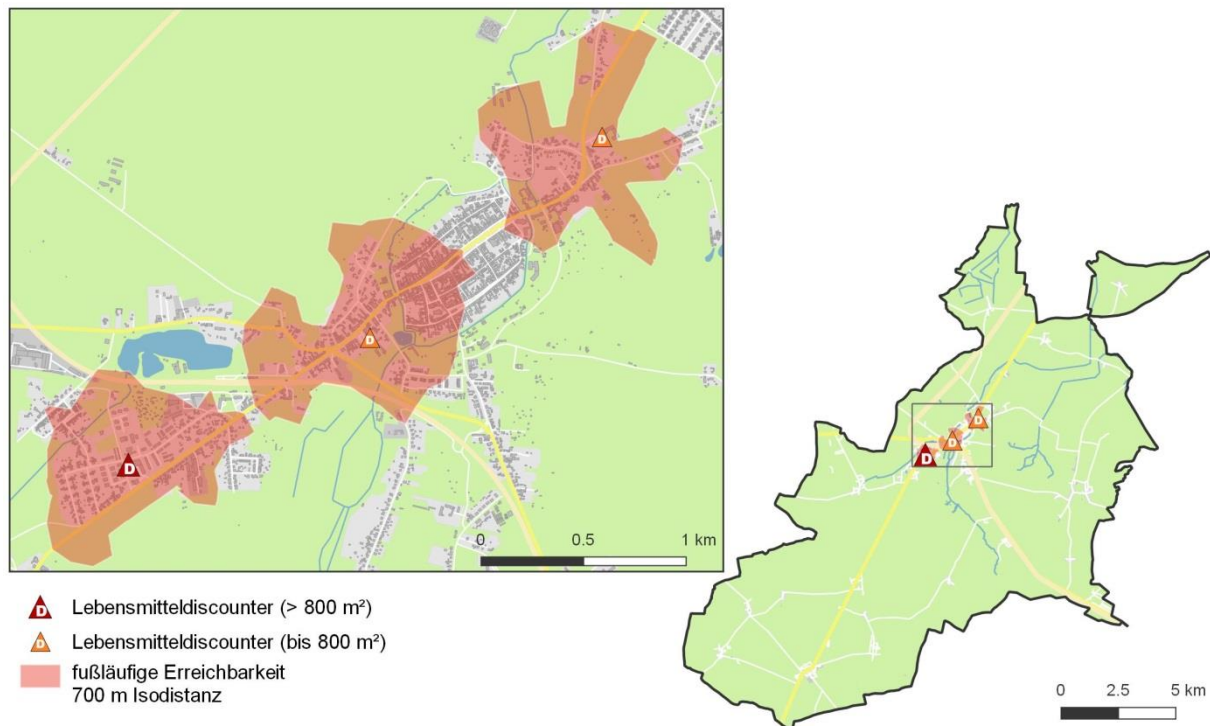 D
D
D
0 0.5 1 km
D
D
D
D Lebensmitteldiscounter (> 800 m²)
D Lebensmitteldiscounter (bis 800 m²)
fußläufige Erreichbarkeit
700 m Isodistanz
0 2.5 5 km